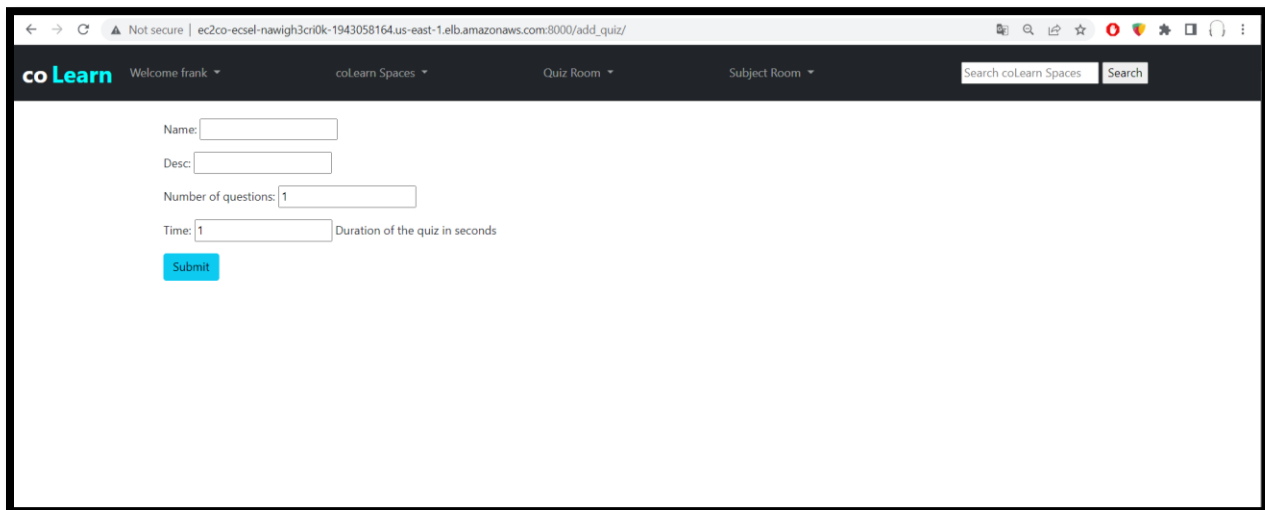 Not secure | ec2co-ecsel-nawigh3cri0k-1943058164.us-east-1.elb.amazonaws.com:8000/add_quiz/
co Learn Welcome frank coLearn Spaces Quiz Room Subject Room Search coLearn Spaces Search
Name:
Desc:
Number of questions: 1
Time: 1 Duration of the quiz in seconds
Submit